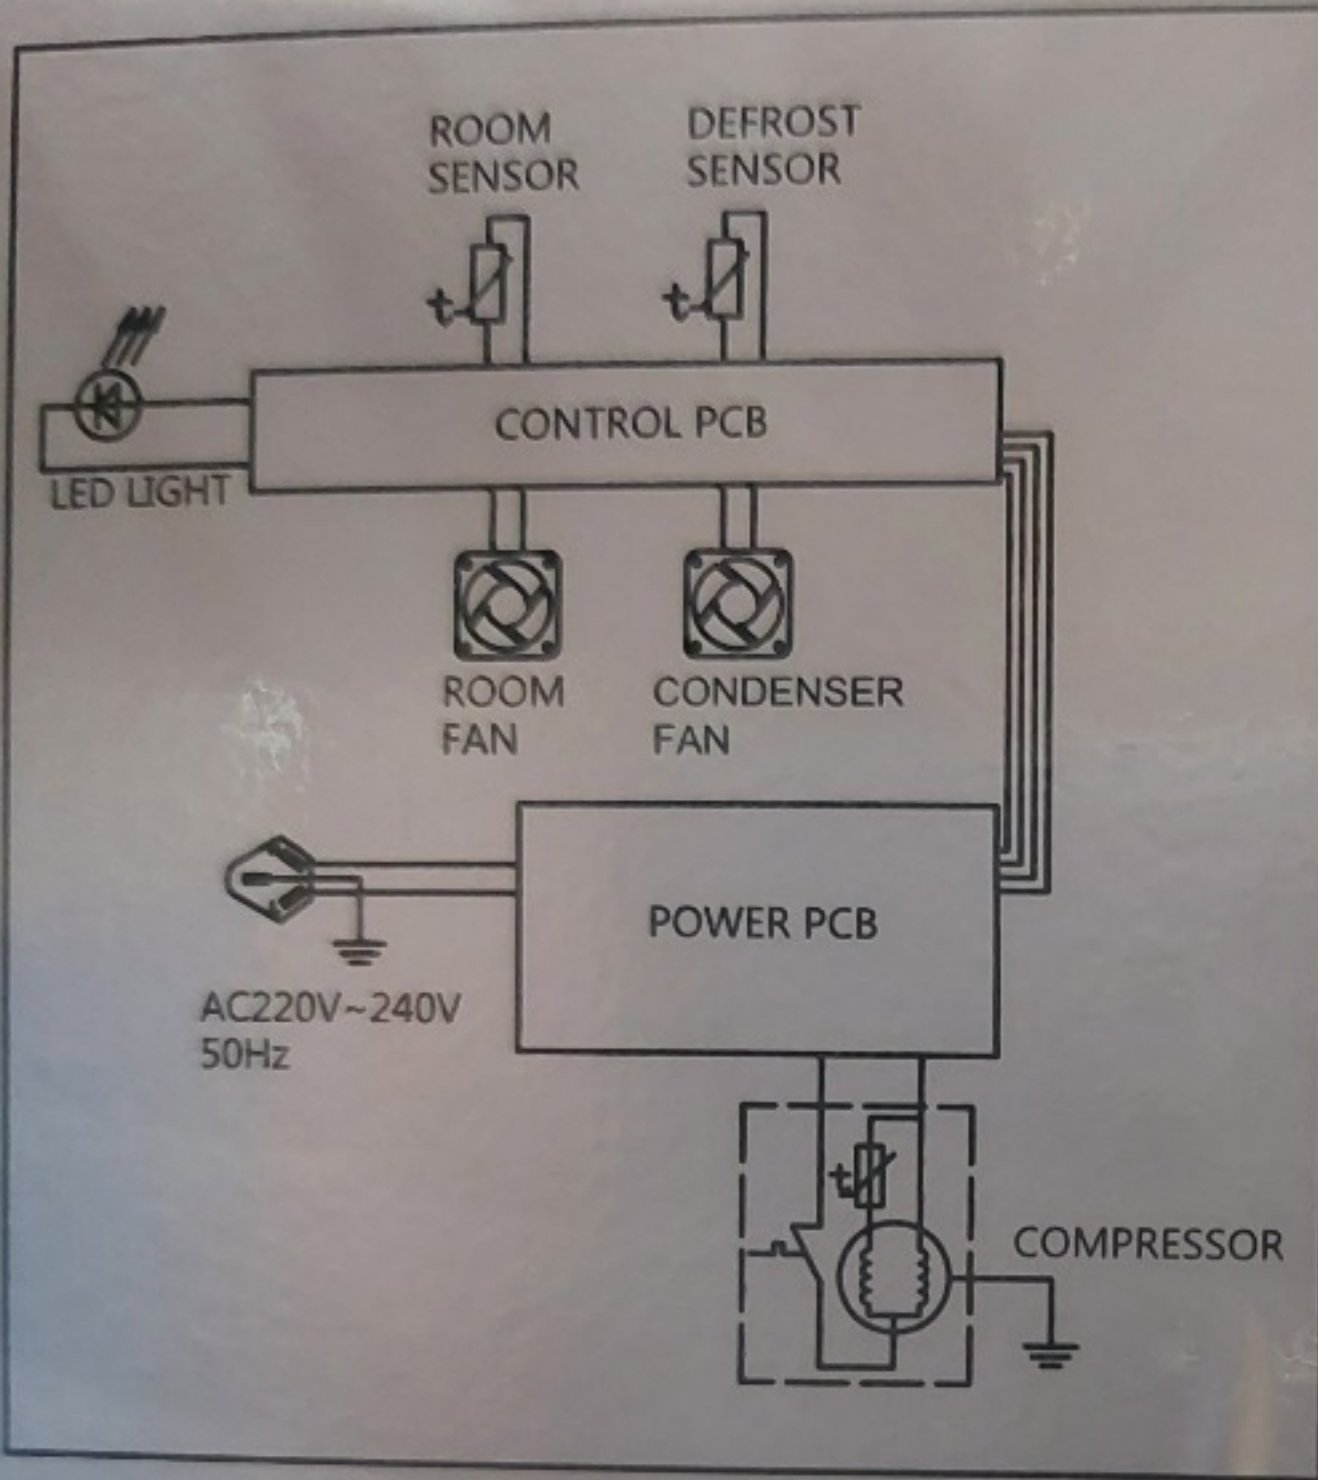 ROOM
SENSOR
DEFROST
SENSOR
t
t
CONTROL PCB
LED LIGHT
ROOM
FAN
CONDENSER
FAN
POWER PCB
AC220V~240V
50Hz
t
COMPRESSOR